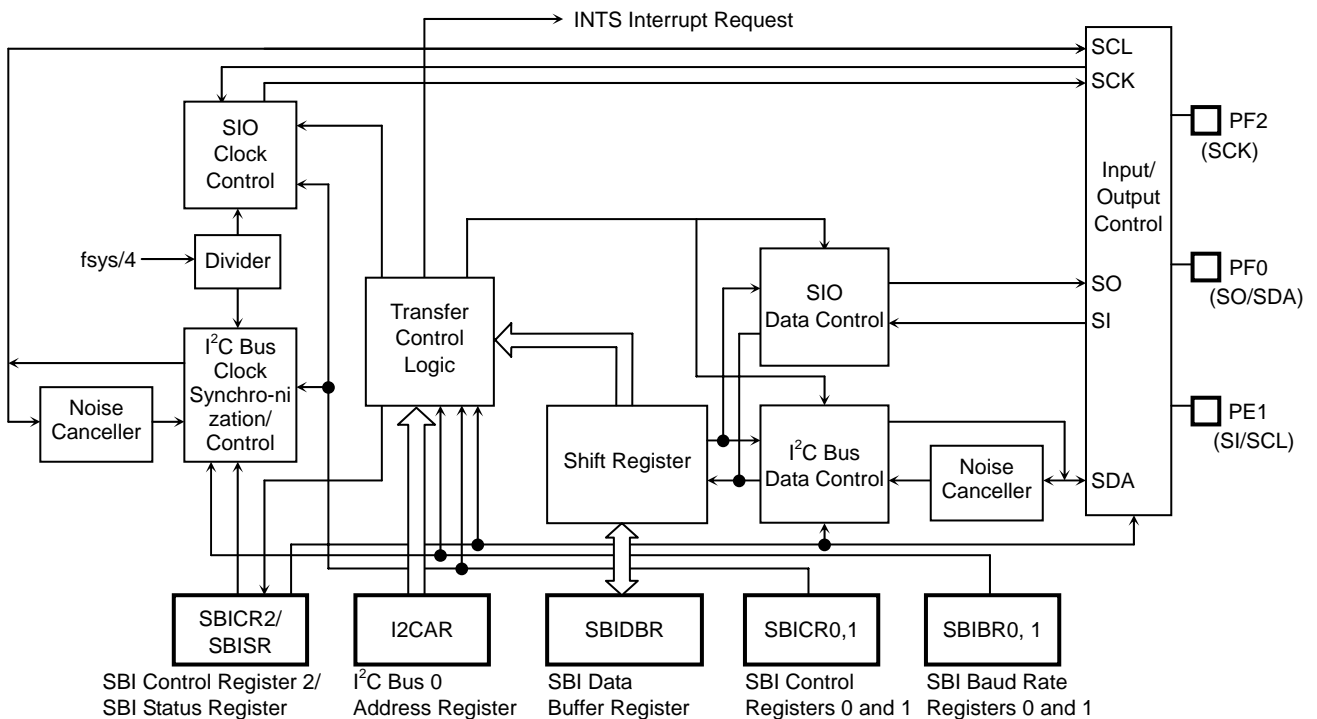 INTS Interrupt Request
SCL
SCK
SIO
Clock
Control
PF2
(SCK)
Input/
Output
Control
fsys/4
Divider
PF0
(SO/SDA)
SIO
Data Control
SO
SI
Transfer
Control
Logic
I²C Bus
Clock
Synchro-ni
zation/
Control
Noise
Canceller
PE1
(SI/SCL)
Shift Register
I²C Bus
Data Control
Noise
Canceller
SDA
SBICR2/
SBISR
I2CAR
SBIDBR
SBICR0,1
SBIBR0, 1
SBI Control Register 2/
SBI Status Register
I²C Bus 0
Address Register
SBI Data
Buffer Register
SBI Control
Registers 0 and 1
SBI Baud Rate
Registers 0 and 1